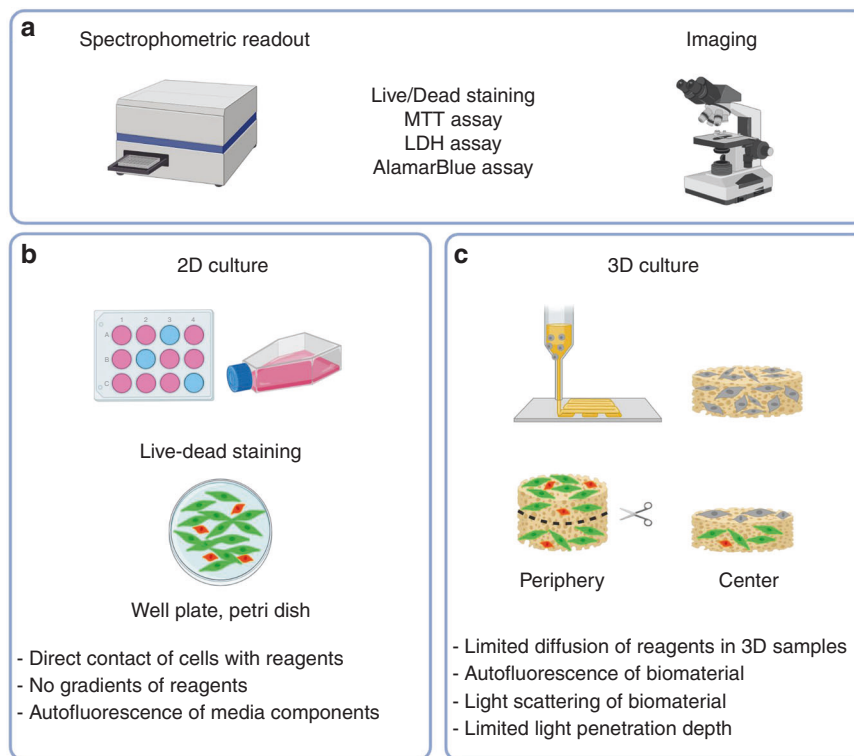 a
Spectrophometric readout
Imaging
Live/Dead staining
MTT assay
LDH assay
AlamarBlue assay
b
2D culture
1 2 3 4
A
B
C
Live-dead staining
Well plate, petri dish
- Direct contact of cells with reagents
- No gradients of reagents
- Autofluorescence of media components
c
3D culture
Periphery
Center
- Limited diffusion of reagents in 3D samples
- Autofluorescence of biomaterial
- Light scattering of biomaterial
- Limited light penetration depth